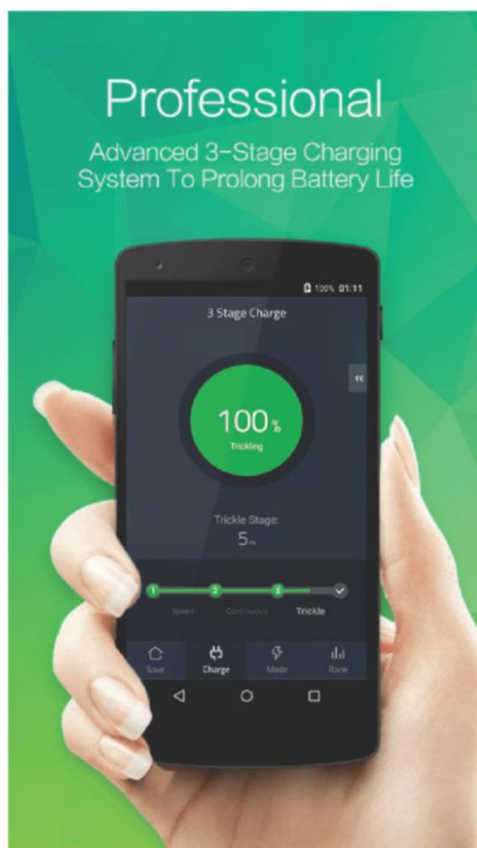 Professional
Advanced 3-Stage Charging
System To Prolong Battery Life
100% 01:11
3 Stage Charge
100%
Trickling
Trickle Stage:
5m
1 2 3
Speed Continuous Trickle
Save Charge Mode Rank